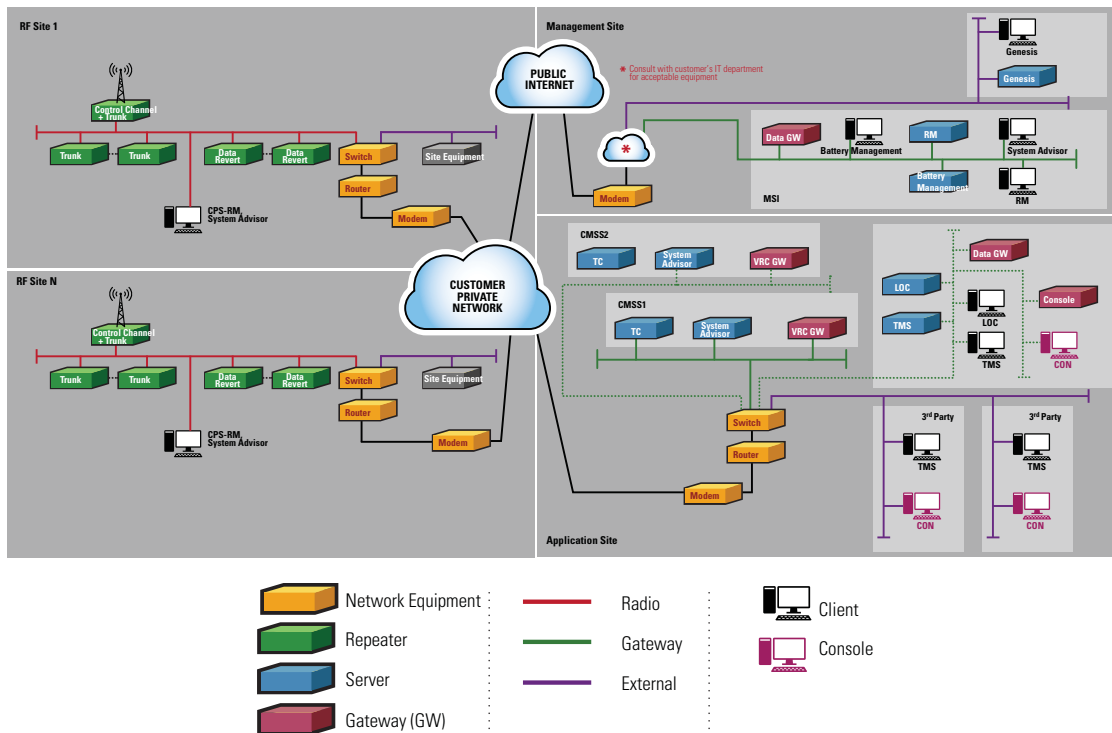 RF Site 1
Control Channel
+ Trunk
Trunk
Trunk
Data
Revert
Data
Revert
Switch
Site Equipment
Router
Modem
CPS-RM,
System Advisor
RF Site N
Control Channel
+ Trunk
Trunk
Trunk
Data
Revert
Data
Revert
Switch
Site Equipment
Router
Modem
CPS-RM,
System Advisor
PUBLIC
INTERNET
CUSTOMER
PRIVATE
NETWORK
Management Site
* Consult with customer's IT department
for acceptable equipment
*
Modem
Genesis
Genesis
Data GW
Battery Management
RM
System Advisor
Battery
Management
RM
MSI
CMSS2
TC
System
Advisor
VRC GW
CMSS1
TC
System
Advisor
VRC GW
Data GW
LOC
LOC
Console
TMS
TMS
CON
Switch
Router
Modem
3rd Party
TMS
CON
3rd Party
TMS
CON
Application Site
Network Equipment
Repeater
Server
Gateway (GW)
Radio
Gateway
External
Client
Console